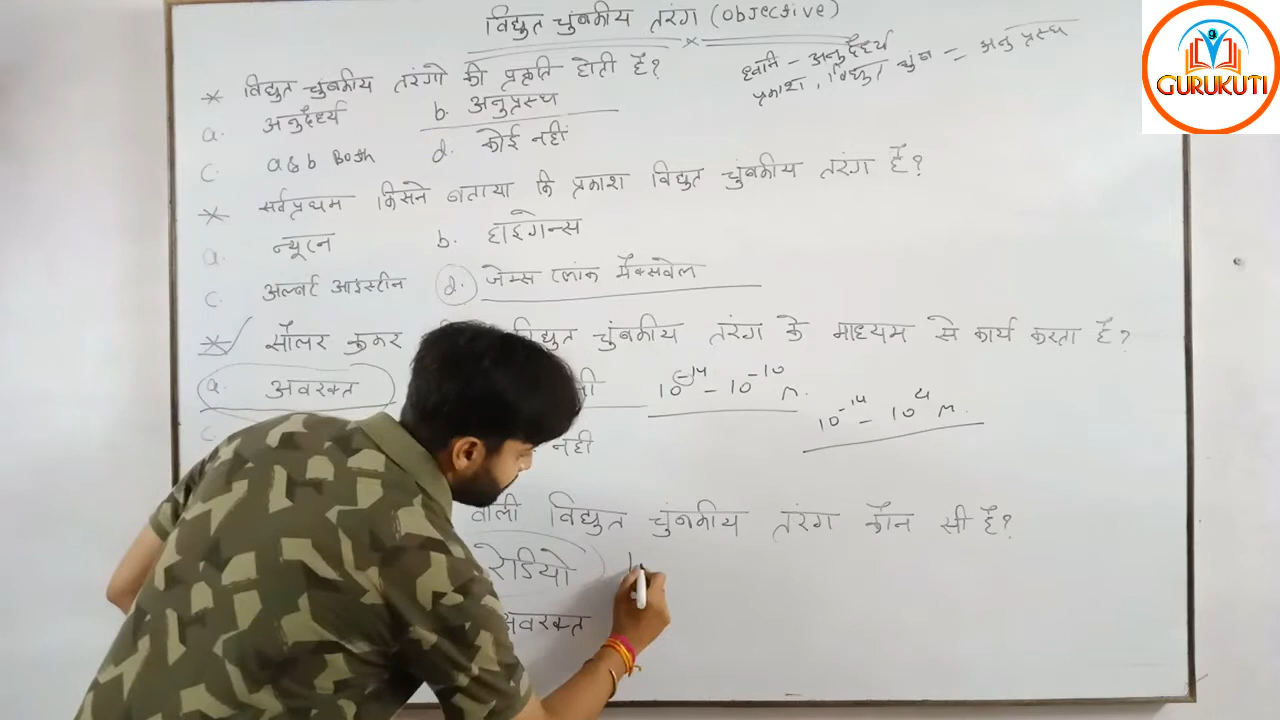 विद्युत चुंबकीय तरंग (objective)
* विद्युत चुंबकीय तरंगो की प्रकृति होती है?
a. अनुदैर्ध्य b. अनुप्रस्थ
c. a & b Both d. कोई नहीं
ध्वनि - अनुदैर्ध्य
प्रकाश, विद्युत चुंब - अनुप्रस्थ
* सर्वप्रथम किसने बताया कि प्रकाश विद्युत चुंबकीय तरंग है?
a. न्यूटन b. हाइगेन्स
c. अल्बर्ट आइंस्टीन d. जेम्स क्लार्क मैक्सवेल
* सौलर कुकर विद्युत चुंबकीय तरंग के माध्यम से कार्य करता है?
a. अवरक्त
c. नही
10^-14 - 10^-10 m.
10^-14 - 10^4 m.
वाली विद्युत चुंबकीय तरंग कौन सी है?
रेडियो
अवरक्त
GURUKUTI